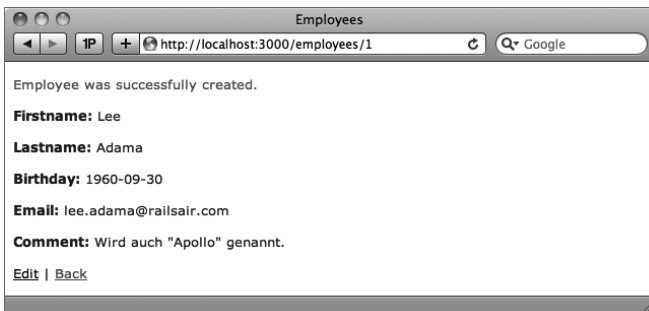 Employees
1P + http://localhost:3000/employees/1 Google
Employee was successfully created.
Firstname: Lee
Lastname: Adama
Birthday: 1960-09-30
Email: lee.adama@railsair.com
Comment: Wird auch "Apollo" genannt.
Edit | Back